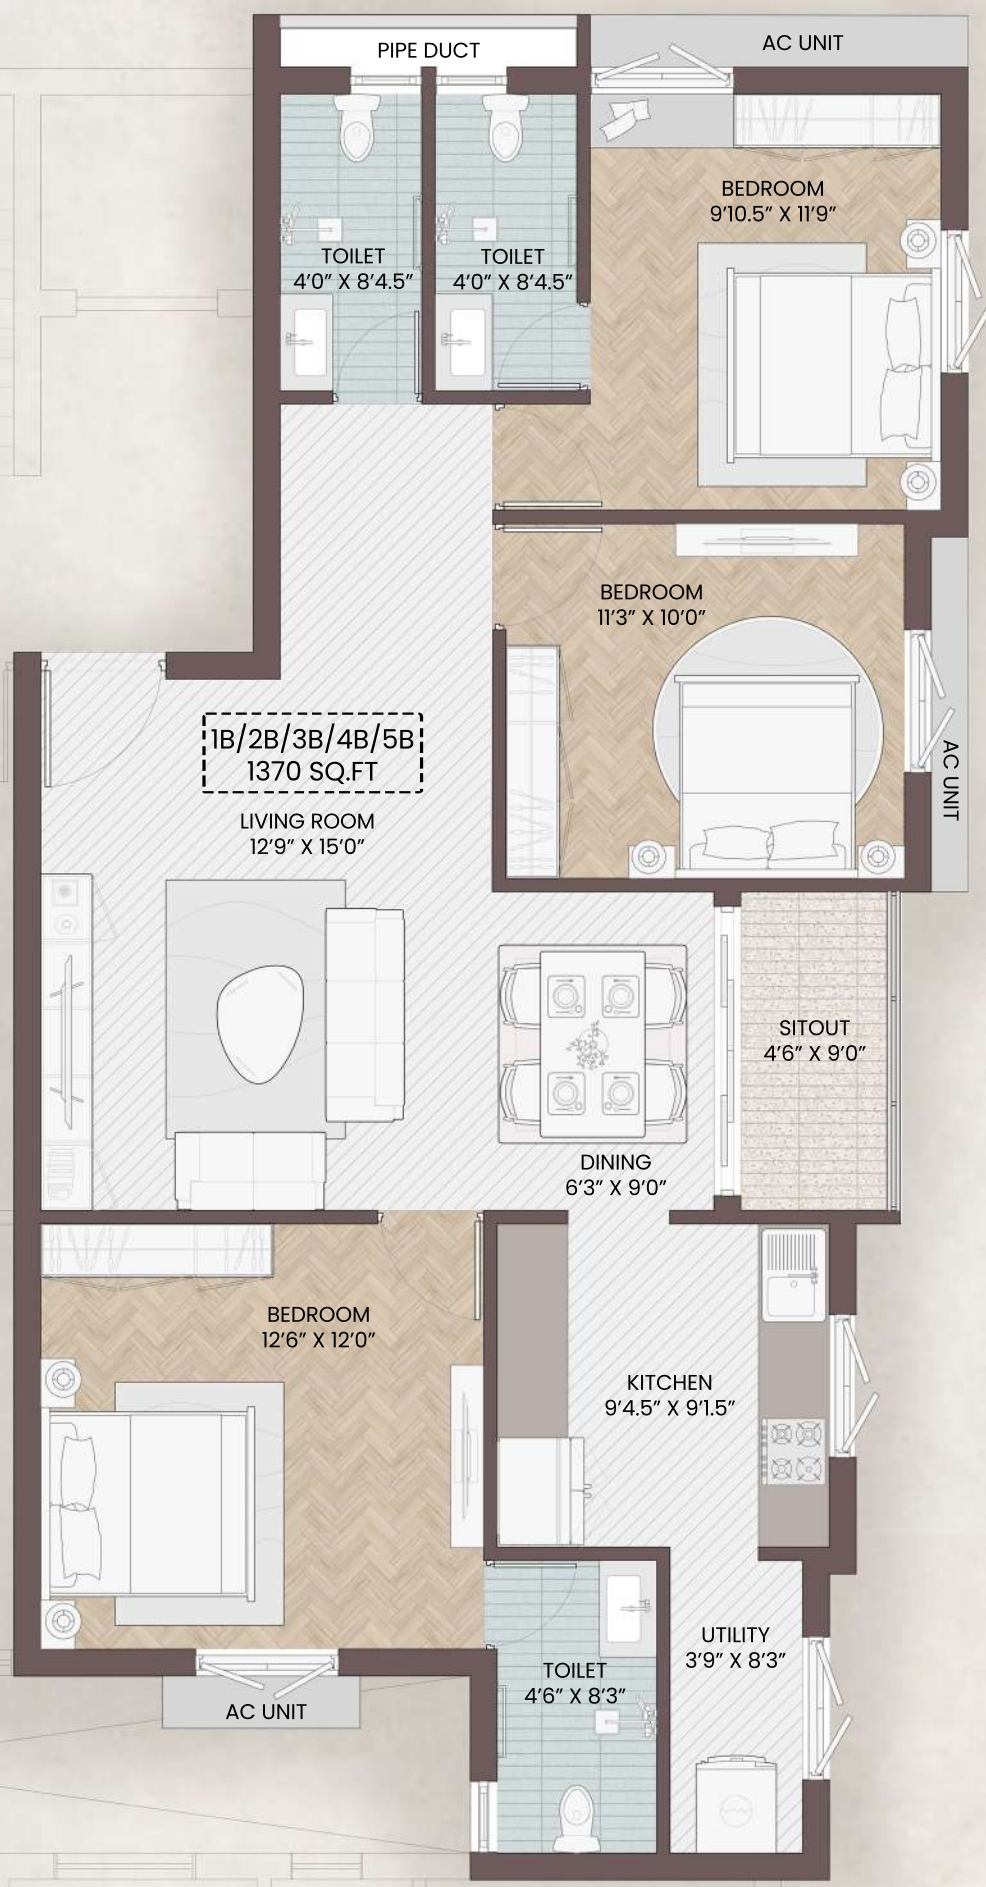 PIPE DUCT
AC UNIT
BEDROOM
9'10.5" X 11'9"
TOILET
4'0" X 8'4.5"
TOILET
4'0" X 8'4.5"
BEDROOM
11'3" X 10'0"
AC UNIT
1B/2B/3B/4B/5B
1370 SQ.FT
LIVING ROOM
12'9" X 15'0"
SITOUT
4'6" X 9'0"
DINING
6'3" X 9'0"
BEDROOM
12'6" X 12'0"
KITCHEN
9'4.5" X 9'1.5"
UTILITY
3'9" X 8'3"
TOILET
4'6" X 8'3"
AC UNIT